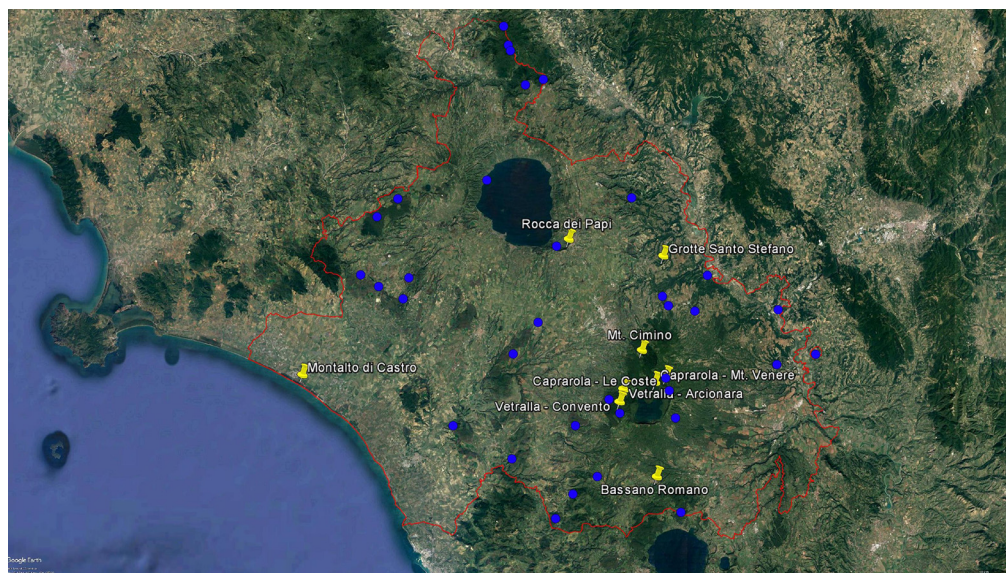 Rocca dei Papi
Grotte Santo Stefano
Mt. Cimino
Montalto di Castro
Caprarola - Mt. Venere
Caprarola - Le Coste
Vetralla - Arcionara
Vetralla - Convento
Bassano Romano
Google Earth